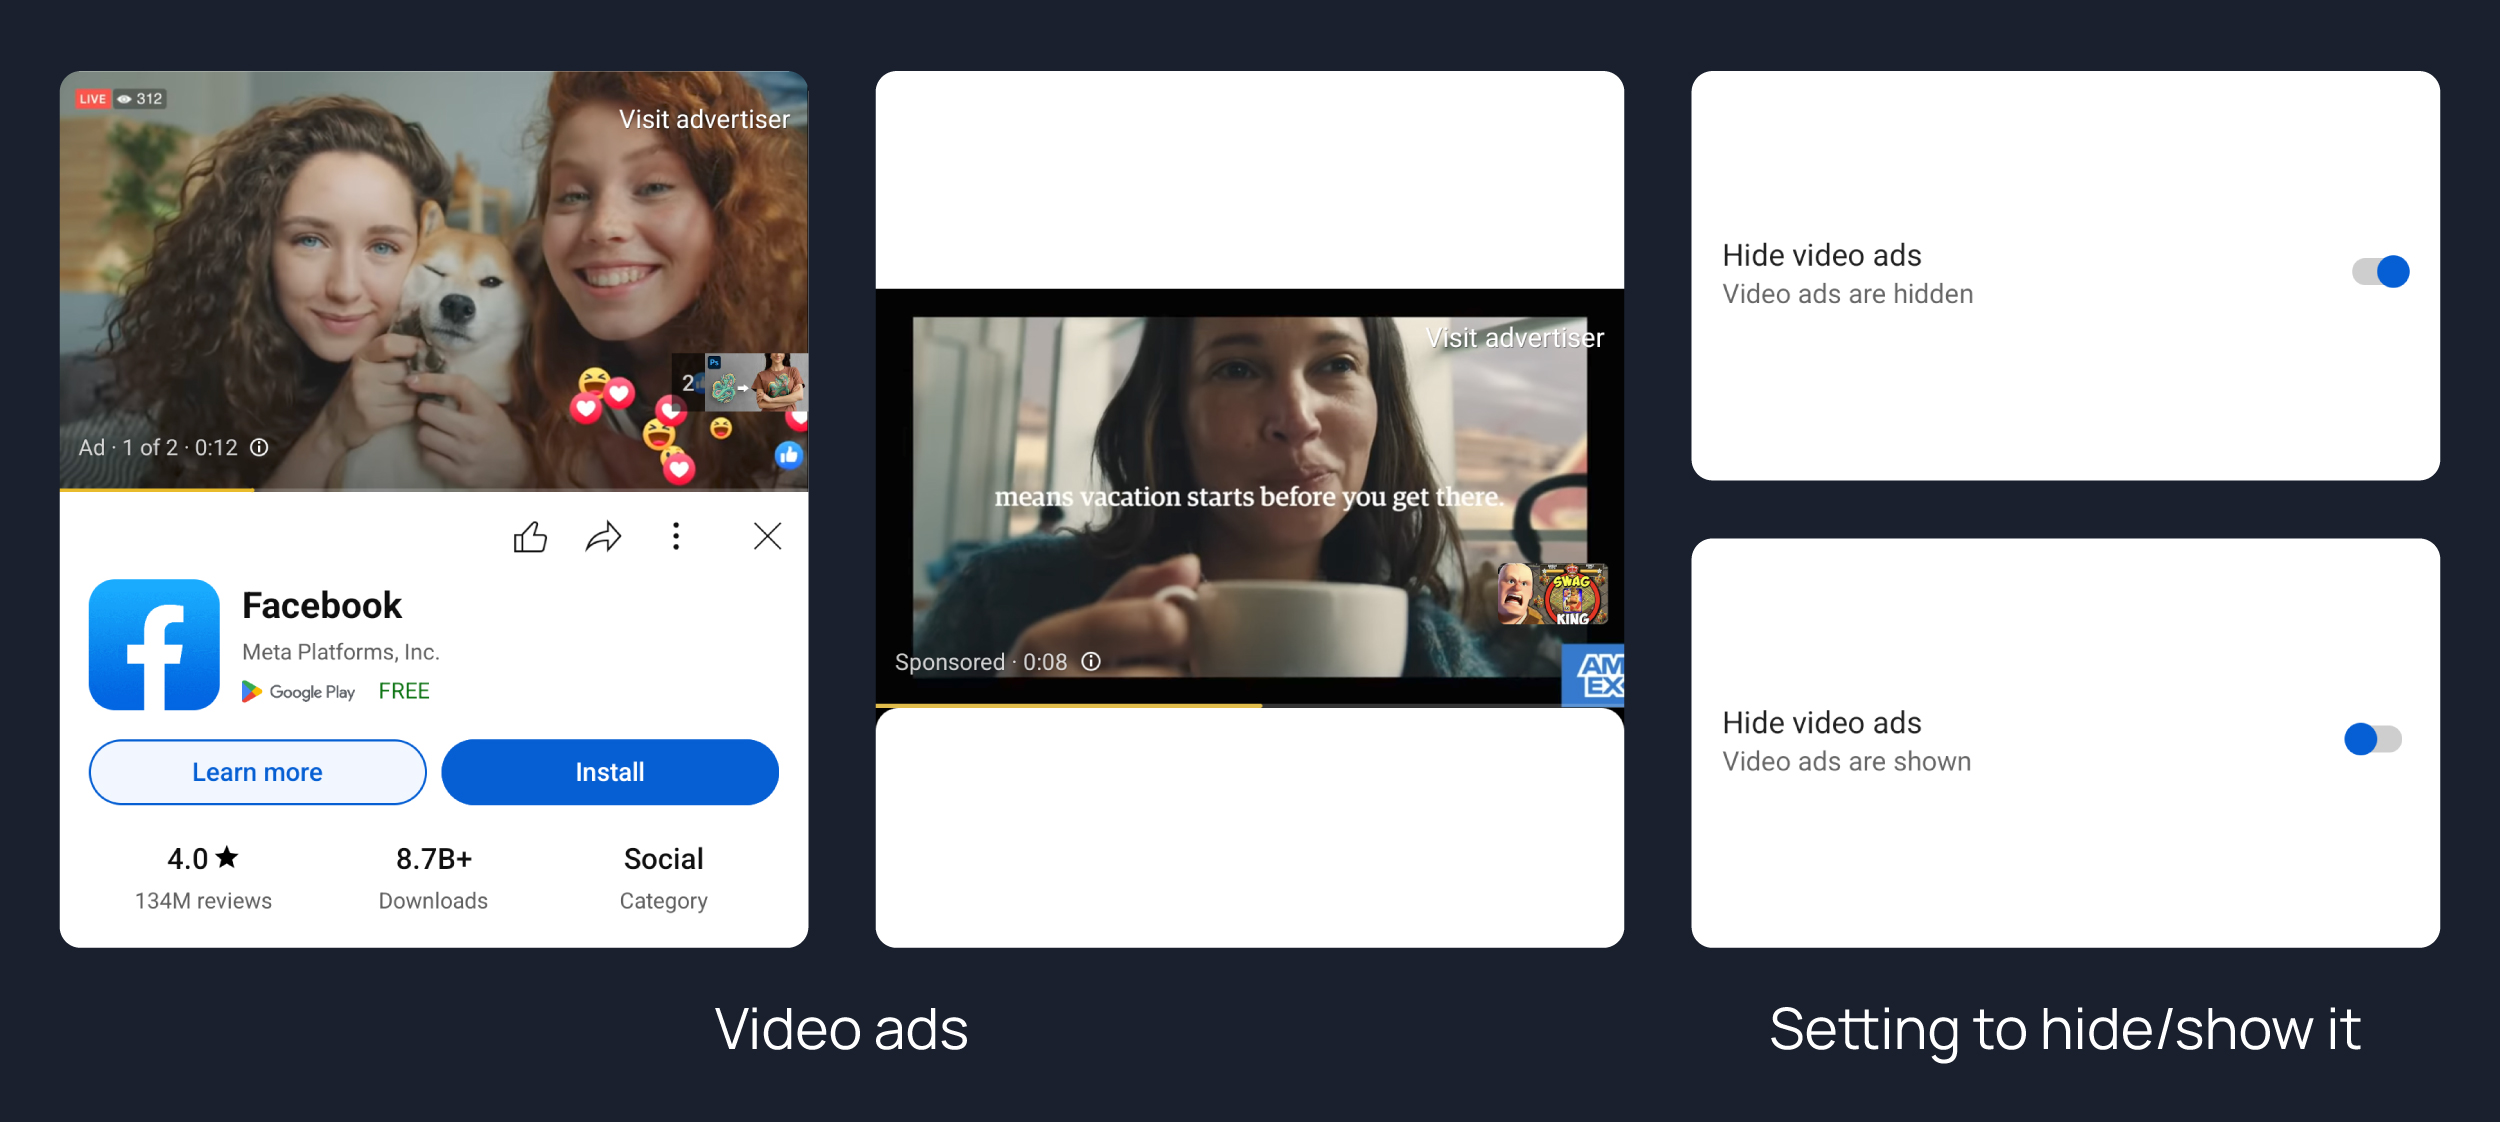 LIVE 312
Visit advertiser
2
Ps
Ad · 1 of 2 · 0:12
Facebook
Meta Platforms, Inc.
Google Play FREE
Learn more
Install
4.0 ★
8.7B+
Social
134M reviews
Downloads
Category
Visit advertiser
means vacation starts before you get there.
SWAG
KING
Sponsored · 0:08
AM
EX
Hide video ads
Video ads are hidden
Hide video ads
Video ads are shown
Video ads
Setting to hide/show it